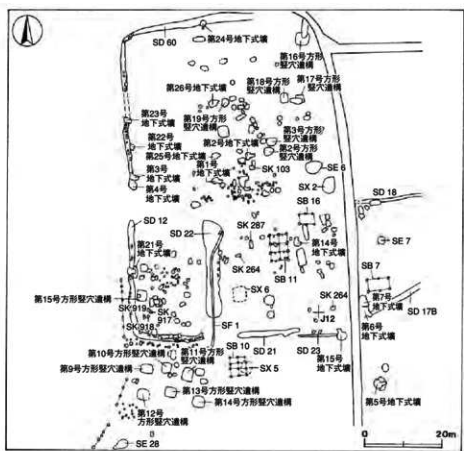 第24号地下式壙
SD 60
第16号方形
竪穴遺構
第18号方形
竪穴遺構
第17号方形
竪穴遺構
第26号地下式壙
第19号方形
竪穴遺構
第23号
地下式壙
第22号
地下式壙
第25号地下式壙
第2号地下式壙
第3号方形
竪穴遺構
第2号方形
竪穴遺構
第1号
地下式壙
SK 103
SE 6
第3号
地下式壙
第4号
地下式壙
SX 2
SB 16
SD 18
SD 12
SD 22
SK 287
第21号
地下式壙
第14号
地下式壙
SE 7
SK 264
SB 11
SB 7
第15号方形竪穴遺構
SX 6
SK 264
第7号
地下式壙
SK 919
SK
917
SK 918
SF 1
J12
第6号
地下式壙
SD 17B
第10号方形竪穴遺構
第11号方形
竪穴遺構
SB 10
SD 21
SD 23
第15号
地下式壙
第9号方形竪穴遺構
SX 5
第13号方形竪穴遺構
第5号地下式壙
第14号方形竪穴遺構
第12号
方形竪穴遺構
SE 28
0
20m